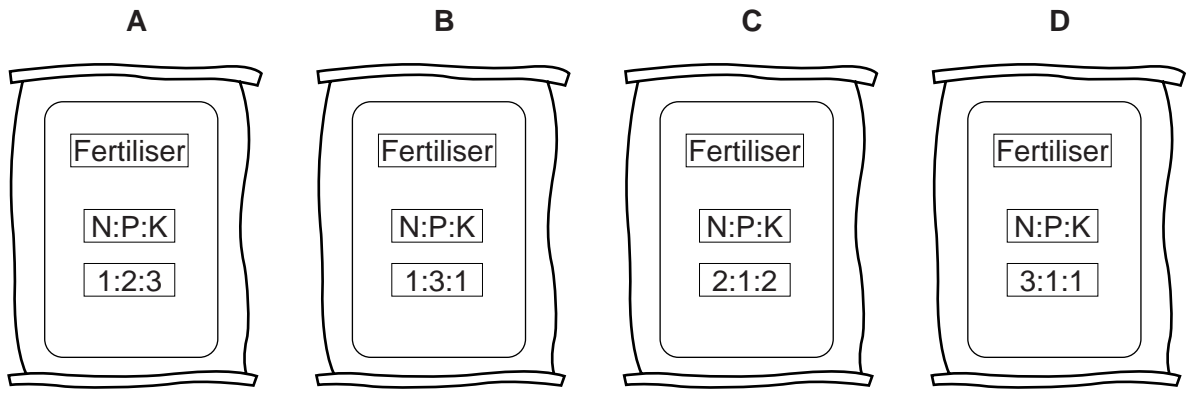 A B C D
Fertiliser Fertiliser Fertiliser Fertiliser
N:P:K N:P:K N:P:K N:P:K
1:2:3 1:3:1 2:1:2 3:1:1